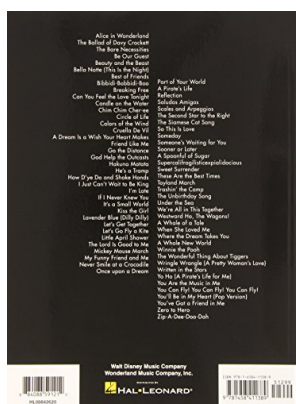 Alice in Wonderland
The Ballad of Davy Crockett
The Bare Necessities
Be Our Guest
Beauty and the Beast
Bella Notte (This Is the Night)
Best of Friends
Bibbidi-Bobbidi-Boo
Breaking Free
Can You Feel the Love Tonight
Candle on the Water
Chim Chim Cher-ee
Circle of Life
Colors of the Wind
Cruella De Vil
A Dream Is a Wish Your Heart Makes
Friend Like Me
Go the Distance
God Help the Outcasts
Hakuna Matata
He's a Tramp
How D'ye Do and Shake Hands
I Just Can't Wait to Be King
I'm Late
If I Never Knew You
It's a Small World
Kiss the Girl
Lavender Blue (Dilly Dilly)
Let's Get Together
Let's Go Fly a Kite
Little April Shower
The Lord Is Good to Me
Mickey Mouse March
My Funny Friend and Me
Never Smile at a Crocodile
Once upon a Dream
Part of Your World
A Pirate's Life
Reflection
Saludos Amigos
Scales and Arpeggios
The Second Star to the Right
The Siamese Cat Song
So This Is Love
Someday
Someone's Waiting for You
Sooner or Later
A Spoonful of Sugar
Supercalifragilisticexpialidocious
Sweet Surrender
These Are the Best Times
Toyland March
Trashin' the Camp
The Unbirthday Song
Under the Sea
We're All in This Together
Westward Ho, The Wagons!
A Whale of a Tale
When She Loved Me
Where the Dream Takes You
A Whole New World
Winnie the Pooh
The Wonderful Thing About Tiggers
Wringle Wrangle (A Pretty Woman's Love)
Written in the Stars
Yo Ho (A Pirate's Life for Me)
You Are the Music in Me
You Can Fly! You Can Fly! You Can Fly!
You'll Be in My Heart (Pop Version)
You've Got a Friend in Me
Zero to Hero
Zip-A-Dee-Doo-Dah
Walt Disney Music Company
Wonderland Music Company, Inc.
HAL•LEONARD